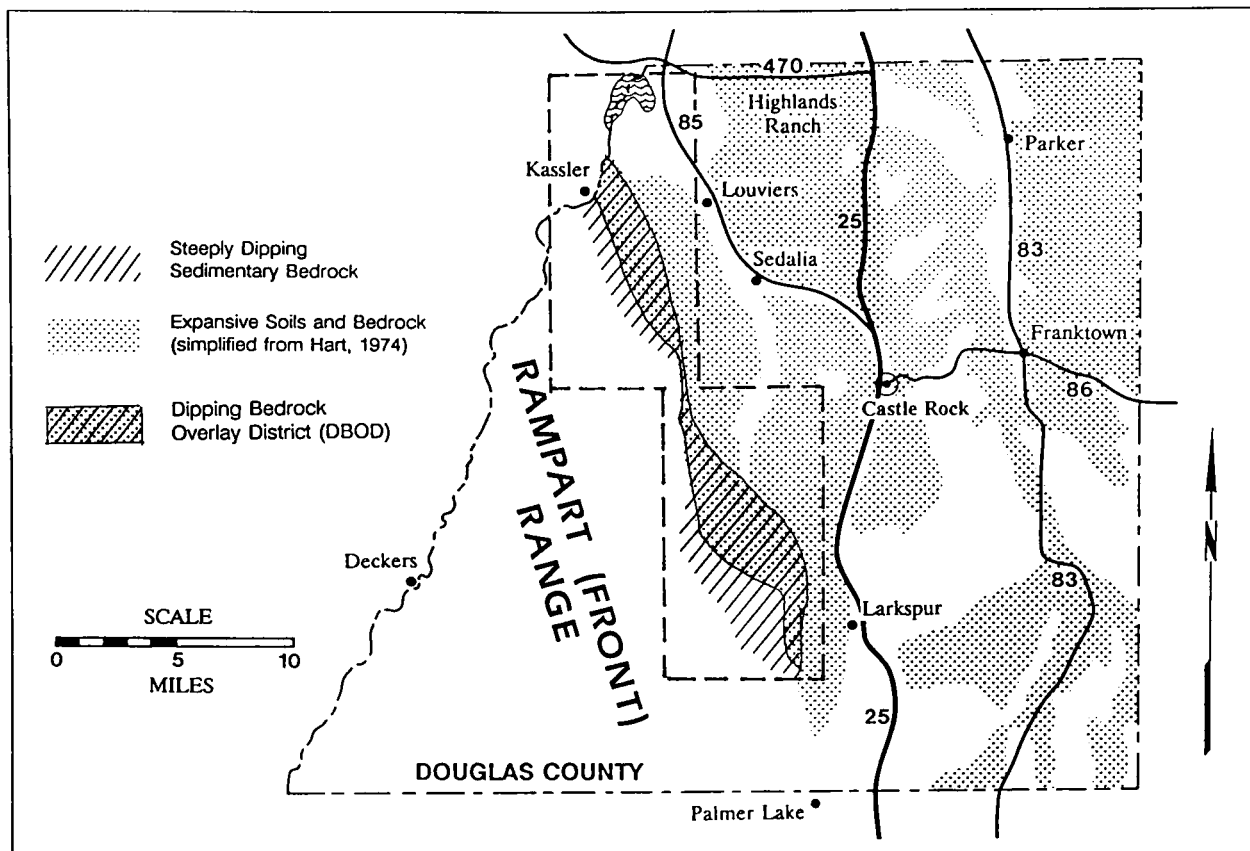 470
Highlands
Ranch
85
Parker
Kassler
Louviers
25
83
Steeply Dipping
Sedimentary Bedrock
Sedalia
Expansive Soils and Bedrock
(simplified from Hart, 1974)
Franktown
86
Castle Rock
Dipping Bedrock
Overlay District (DBOD)
RAMPART (FRONT)
RANGE
N
Deckers
83
SCALE
0 5 10
MILES
Larkspur
25
DOUGLAS COUNTY
Palmer Lake